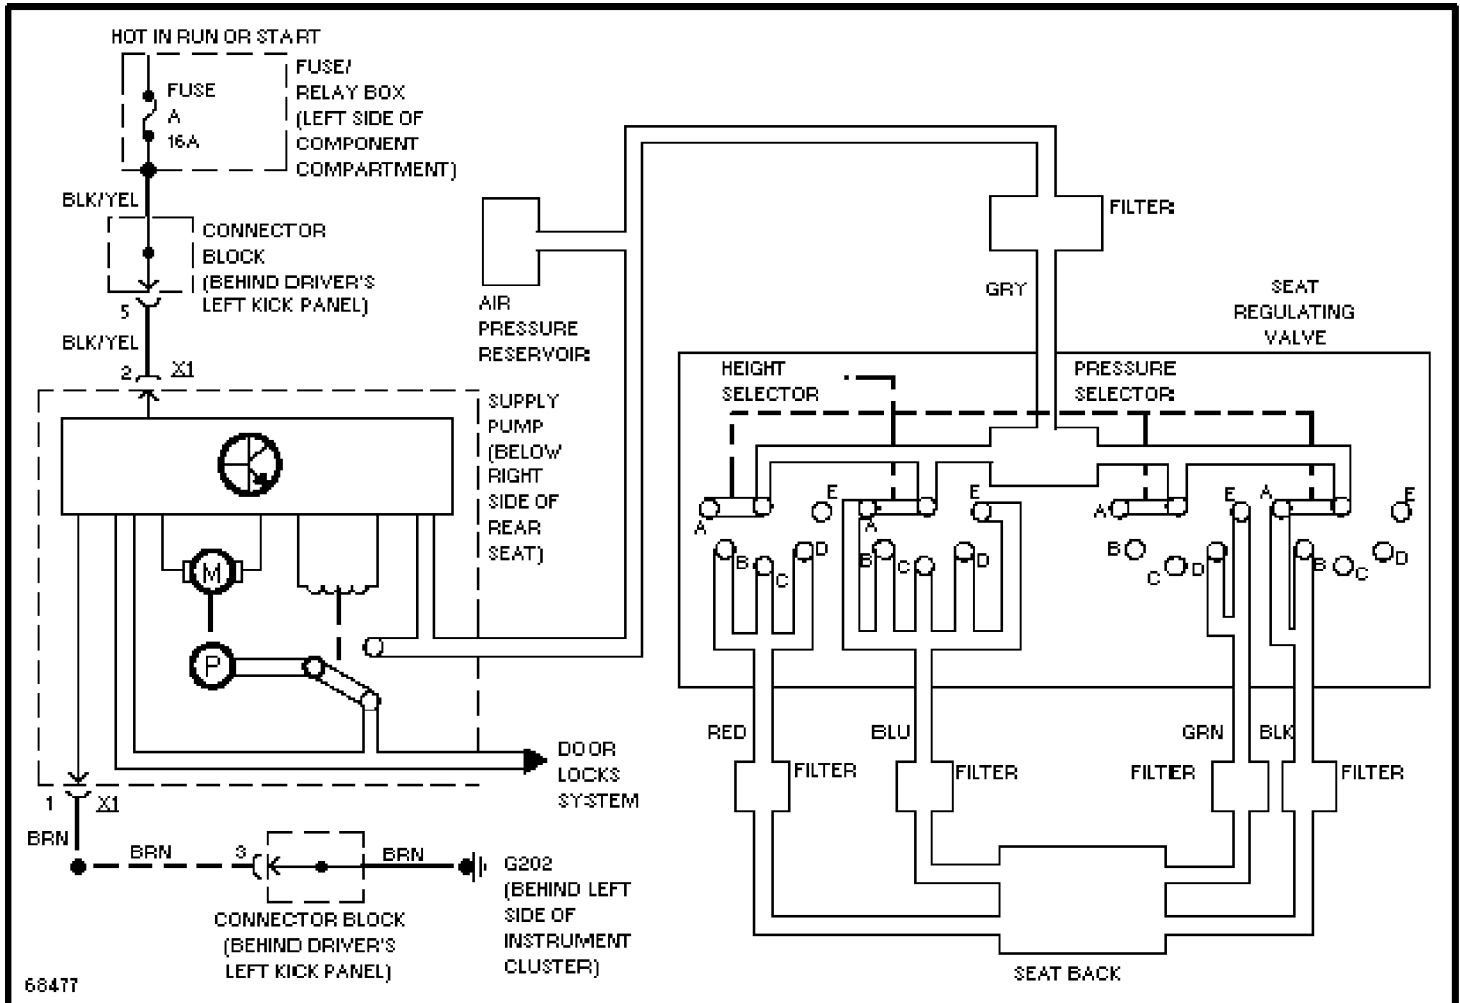 HOT IN RUN OR START
FUSE
A
16A
FUSE/
RELAY BOX
(LEFT SIDE OF
COMPONENT
COMPARTMENT)
BLK/YEL
CONNECTOR
BLOCK
(BEHIND DRIVER'S
LEFT KICK PANEL)
5
BLK/YEL
2 X1
SUPPLY
PUMP
(BELOW
RIGHT
SIDE OF
REAR
SEAT)
M
P
AIR
PRESSURE
RESERVOIR
FILTER
GRY
SEAT
REGULATING
VALVE
HEIGHT
SELECTOR
PRESSURE
SELECTOR
A B C D E
A B C D E
A B C D E
A B C D E
RED
BLU
GRN
BLK
FILTER
FILTER
FILTER
FILTER
SEAT BACK
DOOR
LOCKS
SYSTEM
1 X1
BRN
BRN
3
BRN
G202
(BEHIND LEFT
SIDE OF
INSTRUMENT
CLUSTER)
CONNECTOR BLOCK
(BEHIND DRIVER'S
LEFT KICK PANEL)
68477